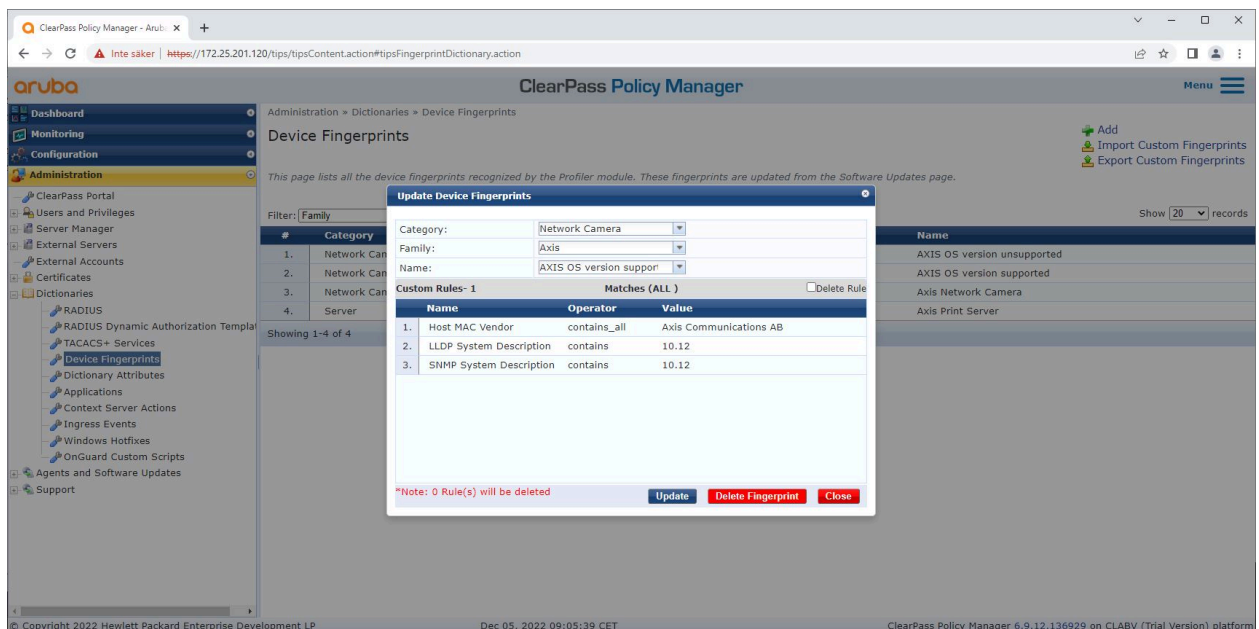 ClearPass Policy Manager - Arub
Inte säker | https://172.25.201.120/tips/tipsContent.action#tipsFingerprintDictionary.action
aruba
ClearPass Policy Manager
Menu
Dashboard
Monitoring
Configuration
Administration
ClearPass Portal
Users and Privileges
Server Manager
External Servers
External Accounts
Certificates
Dictionaries
RADIUS
RADIUS Dynamic Authorization Templat
TACACS+ Services
Device Fingerprints
Dictionary Attributes
Applications
Context Server Actions
Ingress Events
Windows Hotfixes
OnGuard Custom Scripts
Agents and Software Updates
Support
Administration » Dictionaries » Device Fingerprints
Device Fingerprints
Add
Import Custom Fingerprints
Export Custom Fingerprints
This page lists all the device fingerprints recognized by the Profiler module. These fingerprints are updated from the Software Updates page.
Filter: Family
Show 20 records
# Category Name
1. Network Can AXIS OS version unsupported
2. Network Can AXIS OS version supported
3. Network Can Axis Network Camera
4. Server Axis Print Server
Showing 1-4 of 4
Update Device Fingerprints
Category: Network Camera
Family: Axis
Name: AXIS OS version support
Custom Rules- 1 Matches (ALL ) Delete Rule
Name Operator Value
1. Host MAC Vendor contains_all Axis Communications AB
2. LLDP System Description contains 10.12
3. SNMP System Description contains 10.12
*Note: 0 Rule(s) will be deleted
Update Delete Fingerprint Close
© Copyright 2022 Hewlett Packard Enterprise Development LP Dec 05, 2022 09:05:39 CET ClearPass Policy Manager 6.9.12.136929 on CLABV (Trial Version) platform